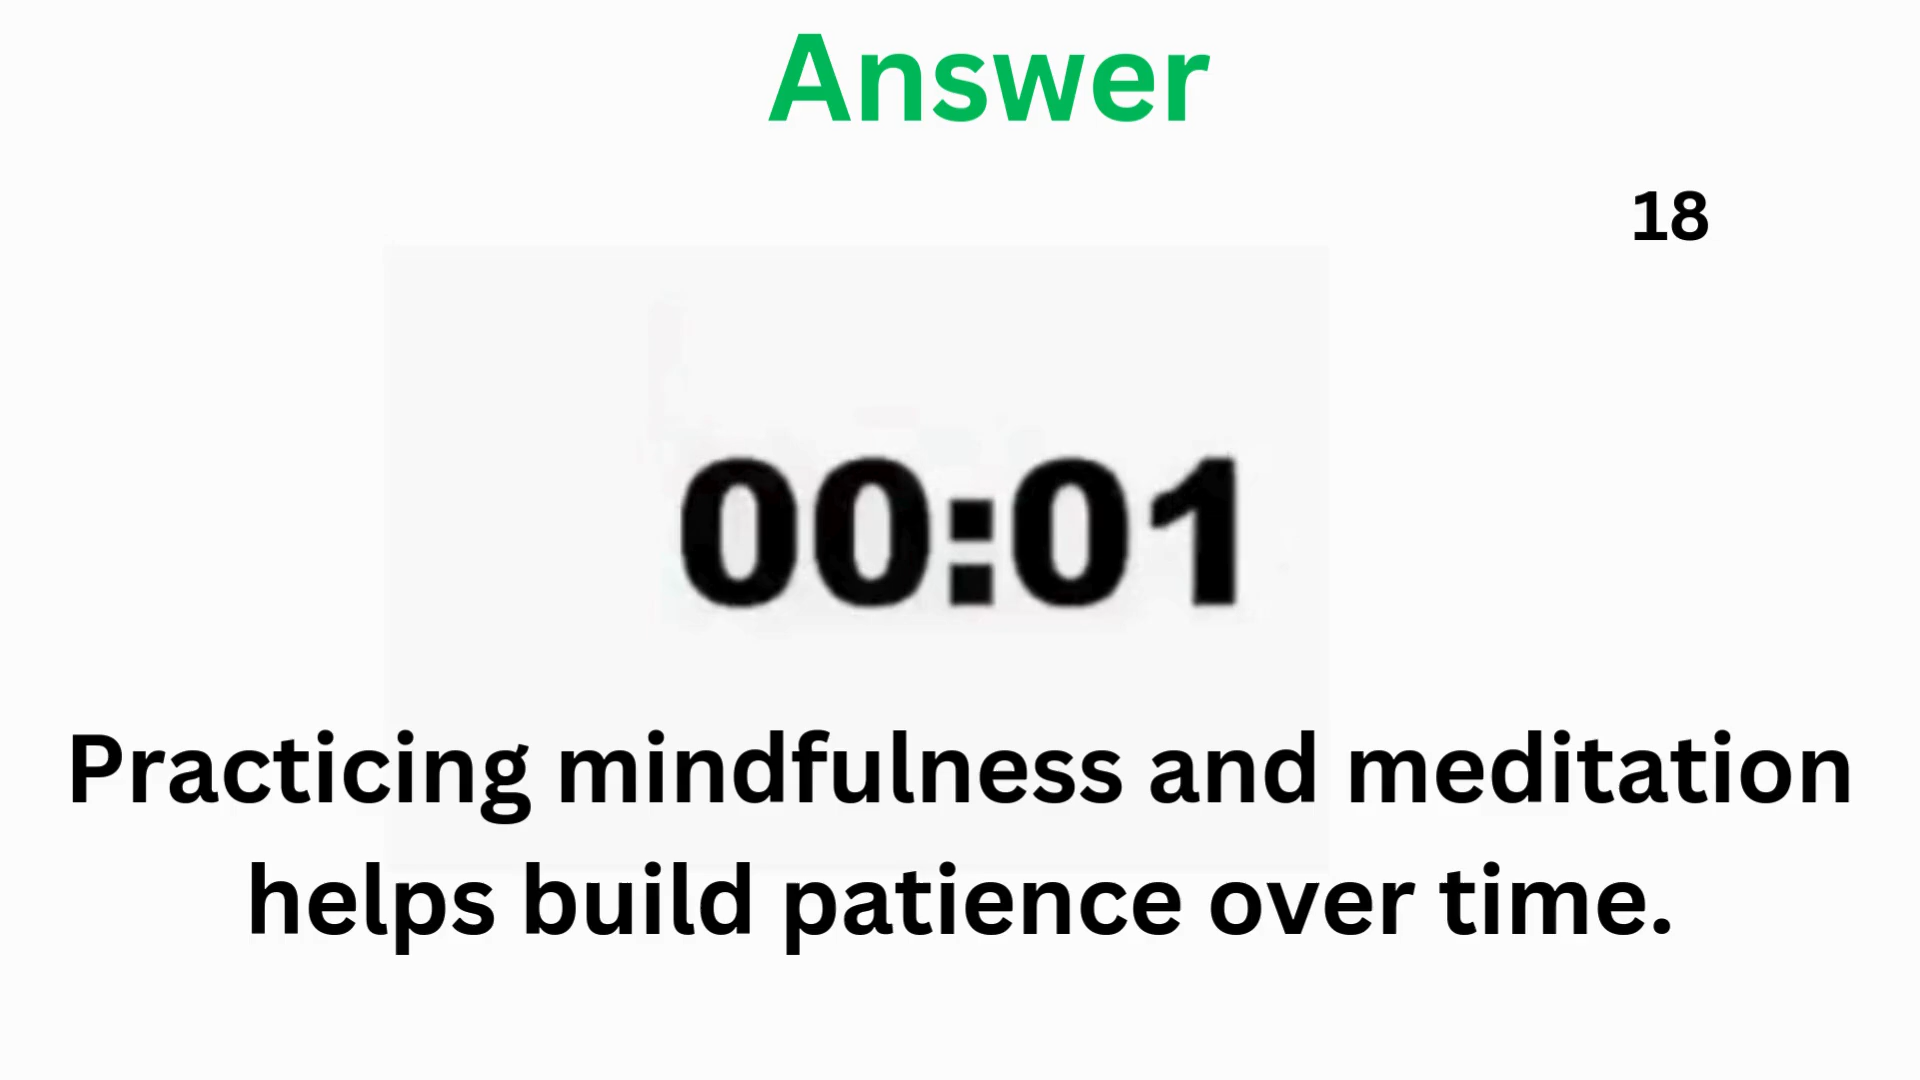 Answer
18
00:01
Practicing mindfulness and meditation
helps build patience over time.